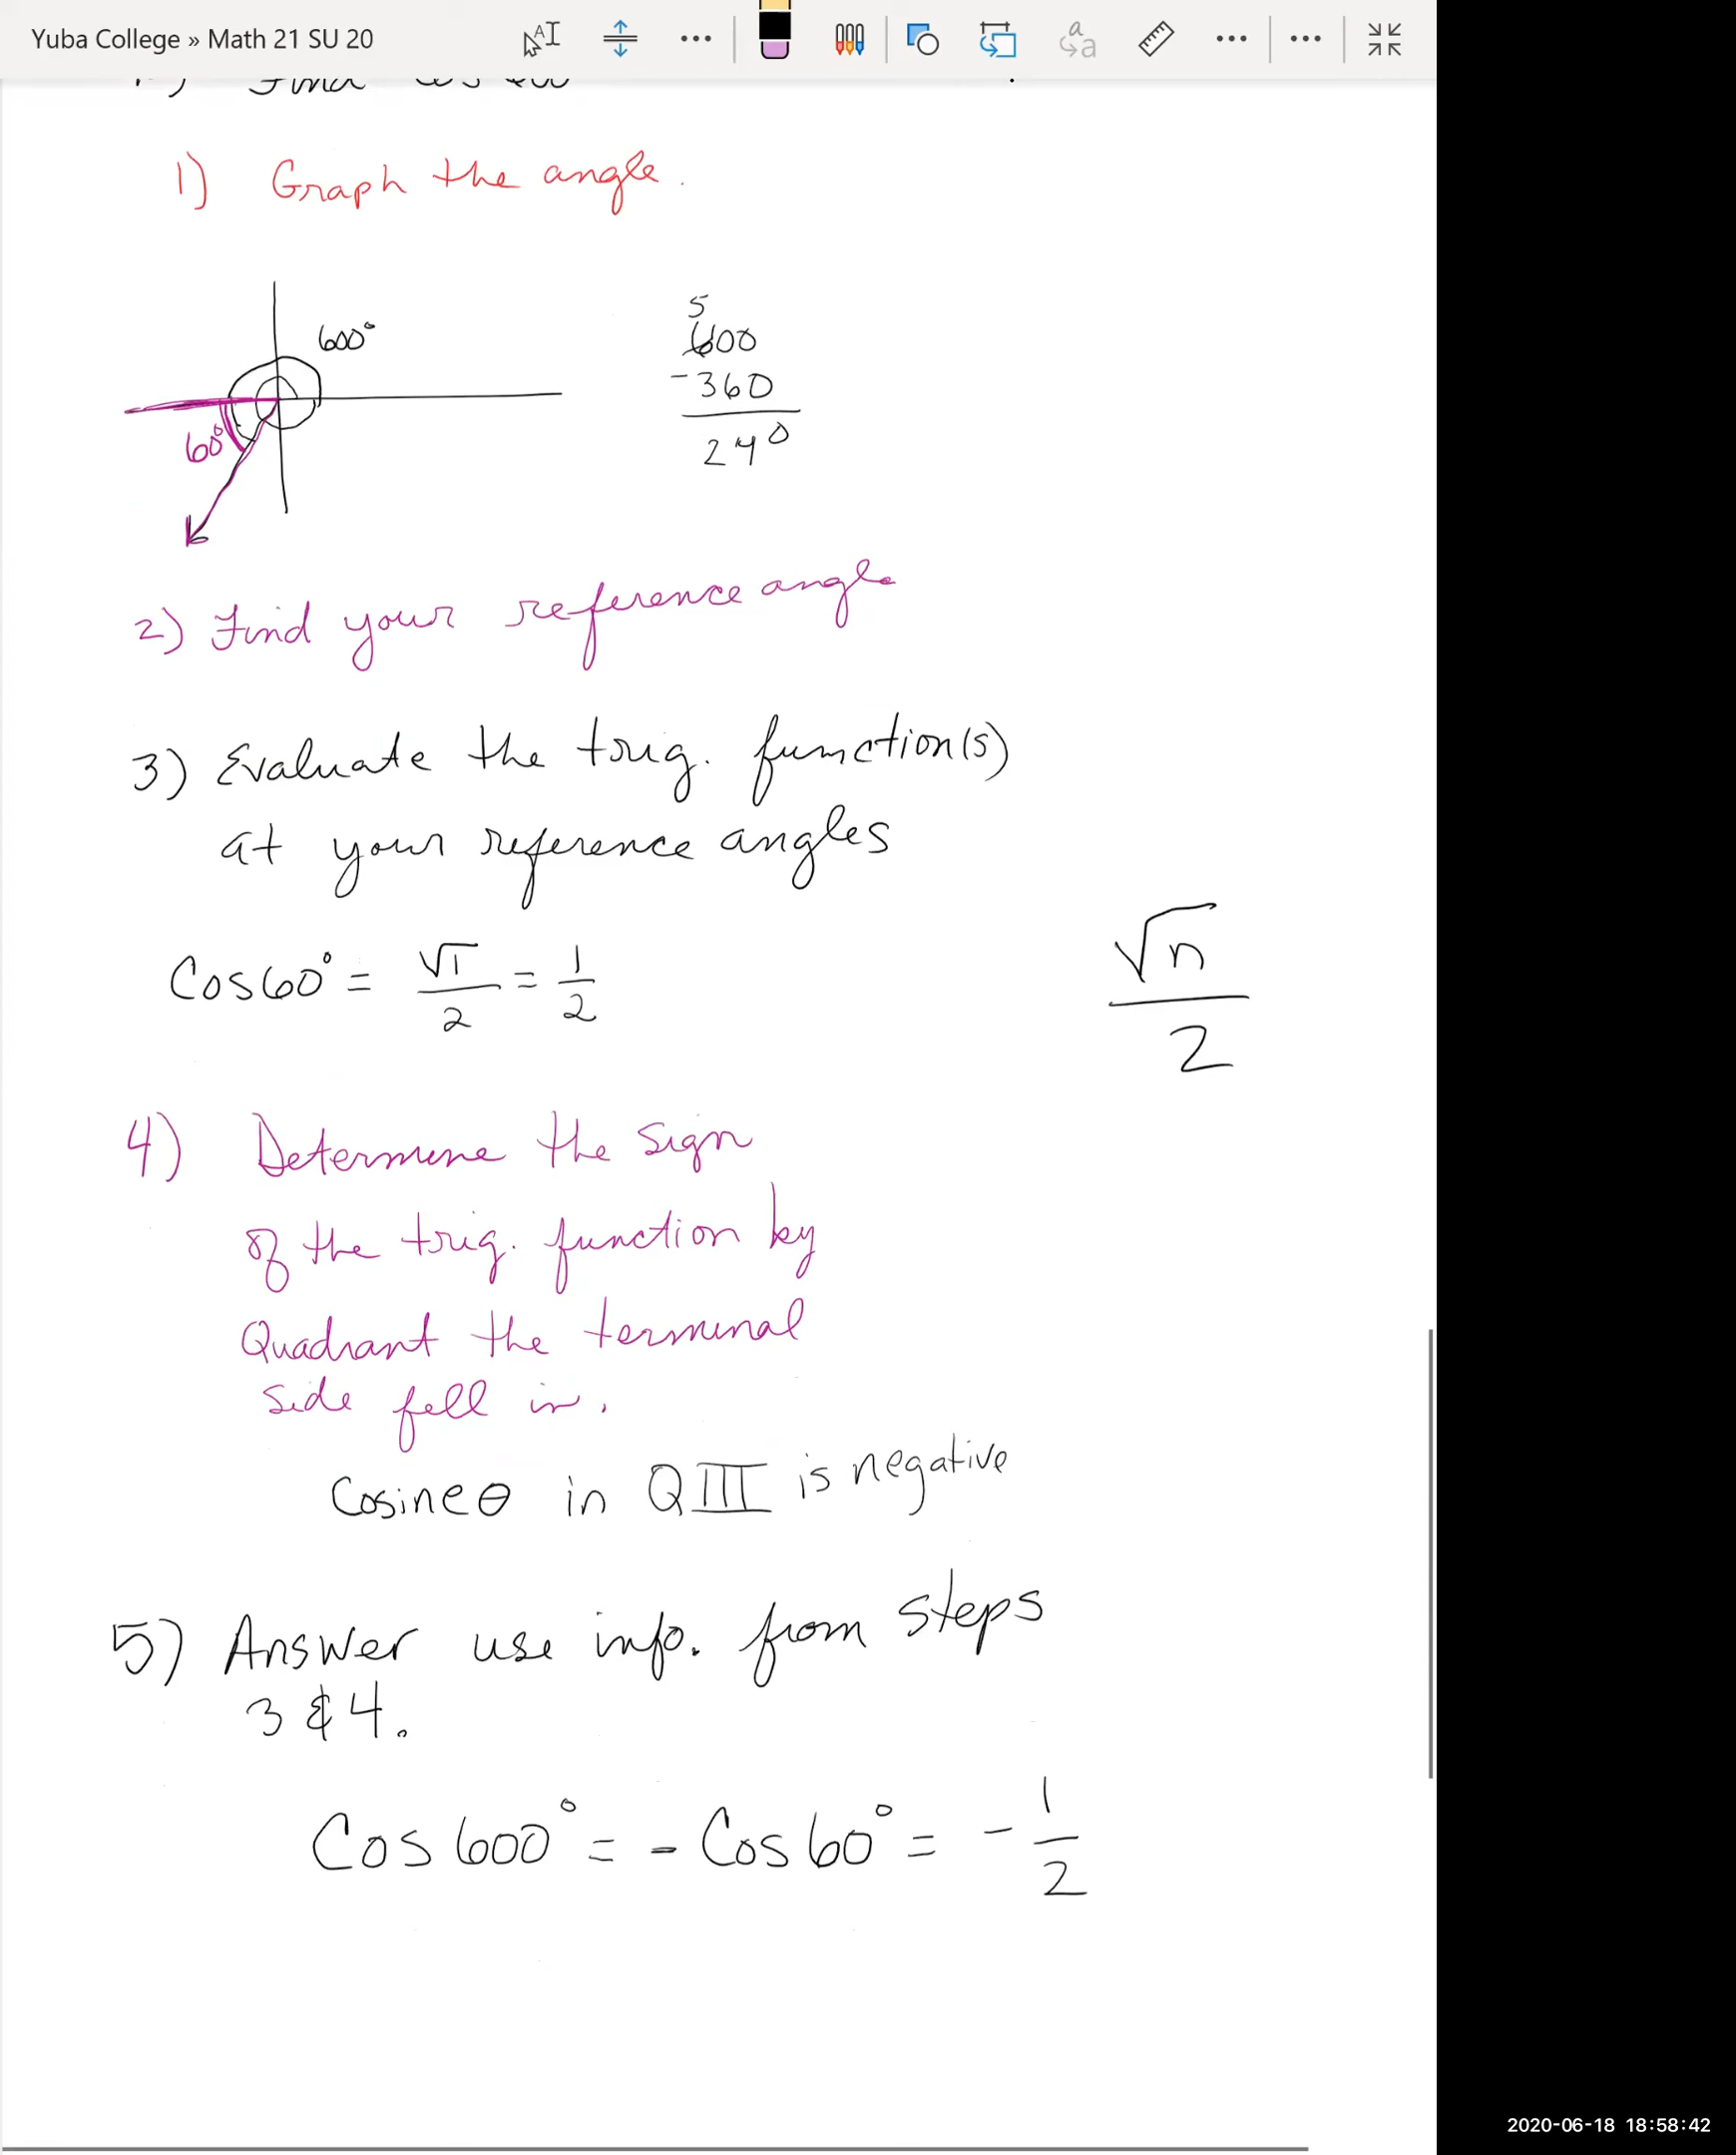 Yuba College » Math 21 SU 20
1) Graph the angle.
600°
5
600
-360
240
60°
2) Find your reference angle
3) Evaluate the trig. function(s)
at your reference angles
Cos 60° = √1/2 = 1/2
√n/2
4) Determine the sign
of the trig. function by
Quadrant the terminal
side fell in.
Cosine θ in QIII is negative
5) Answer use info. from steps
3 & 4.
Cos 600° = - Cos 60° = - 1/2
2020-06-18 18:58:42